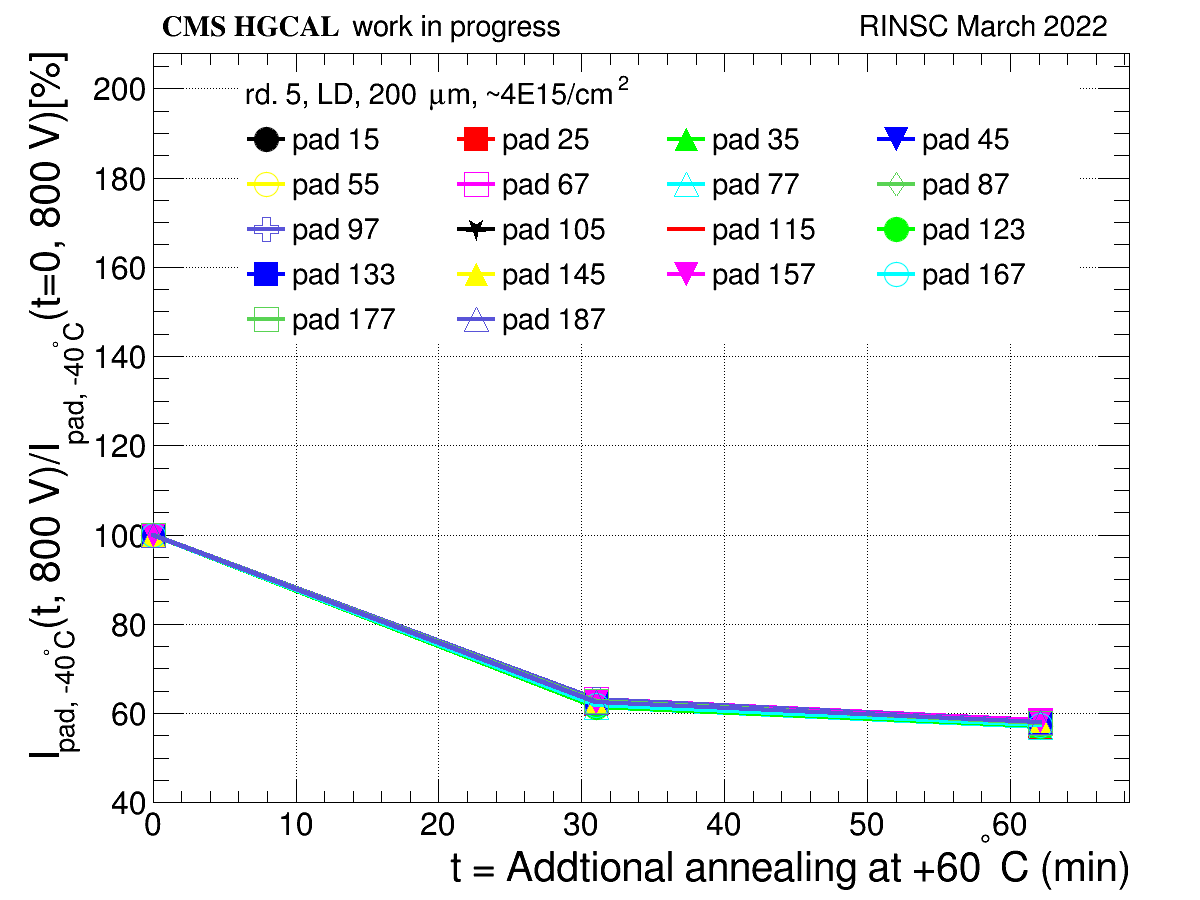 CMS HGCAL work in progress RINSC March 2022
I_pad, -40°C(t, 800 V)/I_pad, -40°C(t=0, 800 V)[%]
rd. 5, LD, 200 μm, ~4E15/cm²
pad 15 pad 25 pad 35 pad 45
pad 55 pad 67 pad 77 pad 87
pad 97 pad 105 pad 115 pad 123
pad 133 pad 145 pad 157 pad 167
pad 177 pad 187
200
180
160
140
120
100
80
60
40
0 10 20 30 40 50 60
t = Addtional annealing at +60°C (min)